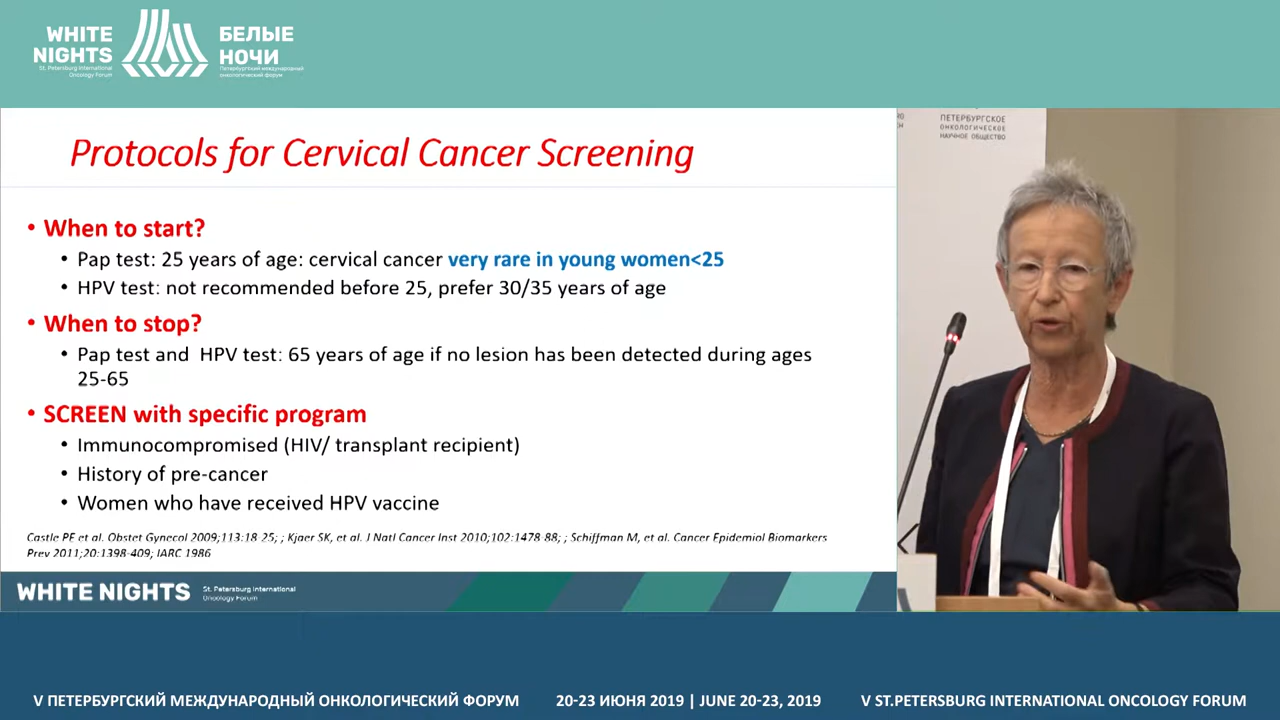 WHITE
NIGHTS
St. Petersburg International
Oncology Forum
БЕЛЫЕ
НОЧИ
Петербургский международный
онкологический форум
ПЕТЕРБУРГСКОЕ
ОНКОЛОГИЧЕСКОЕ
НАУЧНОЕ ОБЩЕСТВО
Protocols for Cervical Cancer Screening
• When to start?
• Pap test: 25 years of age: cervical cancer very rare in young women<25
• HPV test: not recommended before 25, prefer 30/35 years of age
• When to stop?
• Pap test and HPV test: 65 years of age if no lesion has been detected during ages
25-65
• SCREEN with specific program
• Immunocompromised (HIV/ transplant recipient)
• History of pre-cancer
• Women who have received HPV vaccine
Castle PE et al. Obstet Gynecol 2009;113:18-25; ; Kjaer SK, et al. J Natl Cancer Inst 2010;102:1478-88; ; Schiffman M, et al. Cancer Epidemiol Biomarkers
Prev 2011;20:1398-409; IARC 1986
WHITE NIGHTS
St. Petersburg International
Oncology Forum
V ПЕТЕРБУРГСКИЙ МЕЖДУНАРОДНЫЙ ОНКОЛОГИЧЕСКИЙ ФОРУМ
20-23 ИЮНЯ 2019 | JUNE 20-23, 2019
V ST.PETERSBURG INTERNATIONAL ONCOLOGY FORUM